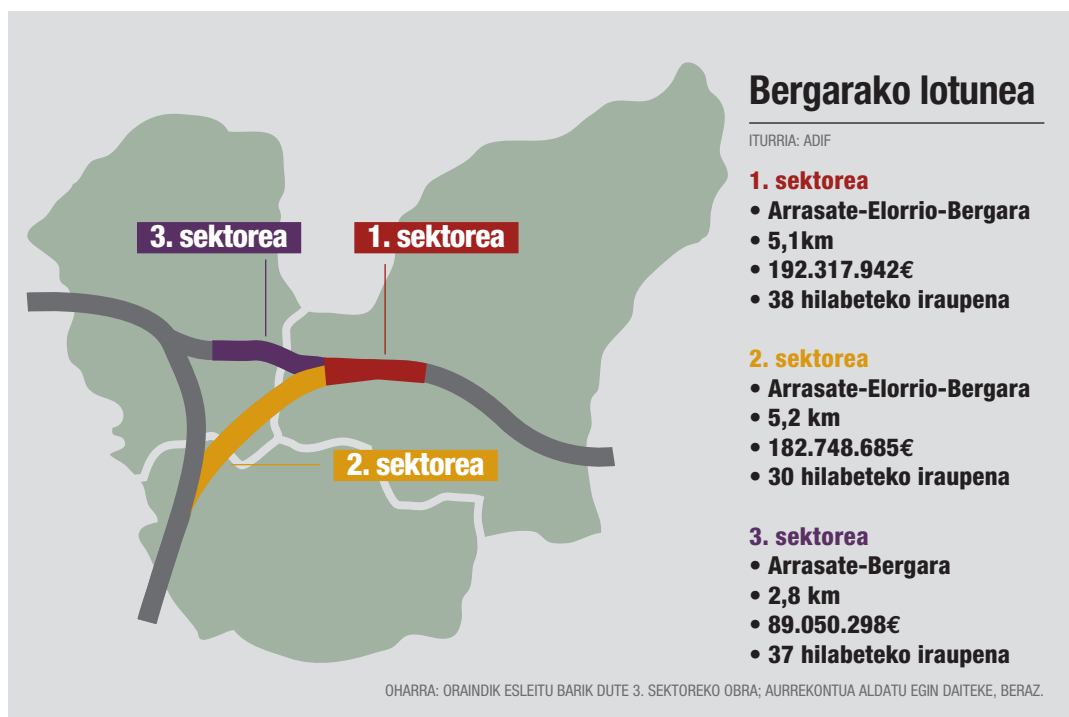 Bergarako lotunea
ITURRIA: ADIF
1. sektorea
• Arrasate-Elorrio-Bergara
• 5,1km
• 192.317.942€
• 38 hilabeteko iraupena
2. sektorea
• Arrasate-Elorrio-Bergara
• 5,2 km
• 182.748.685€
• 30 hilabeteko iraupena
3. sektorea
• Arrasate-Bergara
• 2,8 km
• 89.050.298€
• 37 hilabeteko iraupena
3. sektorea
1. sektorea
2. sektorea
OHARRA: ORAINDIK ESLEITU BARIK DUTE 3. SEKTOREKO OBRA; AURREKONTUA ALDATU EGIN DAITEKE, BERAZ.